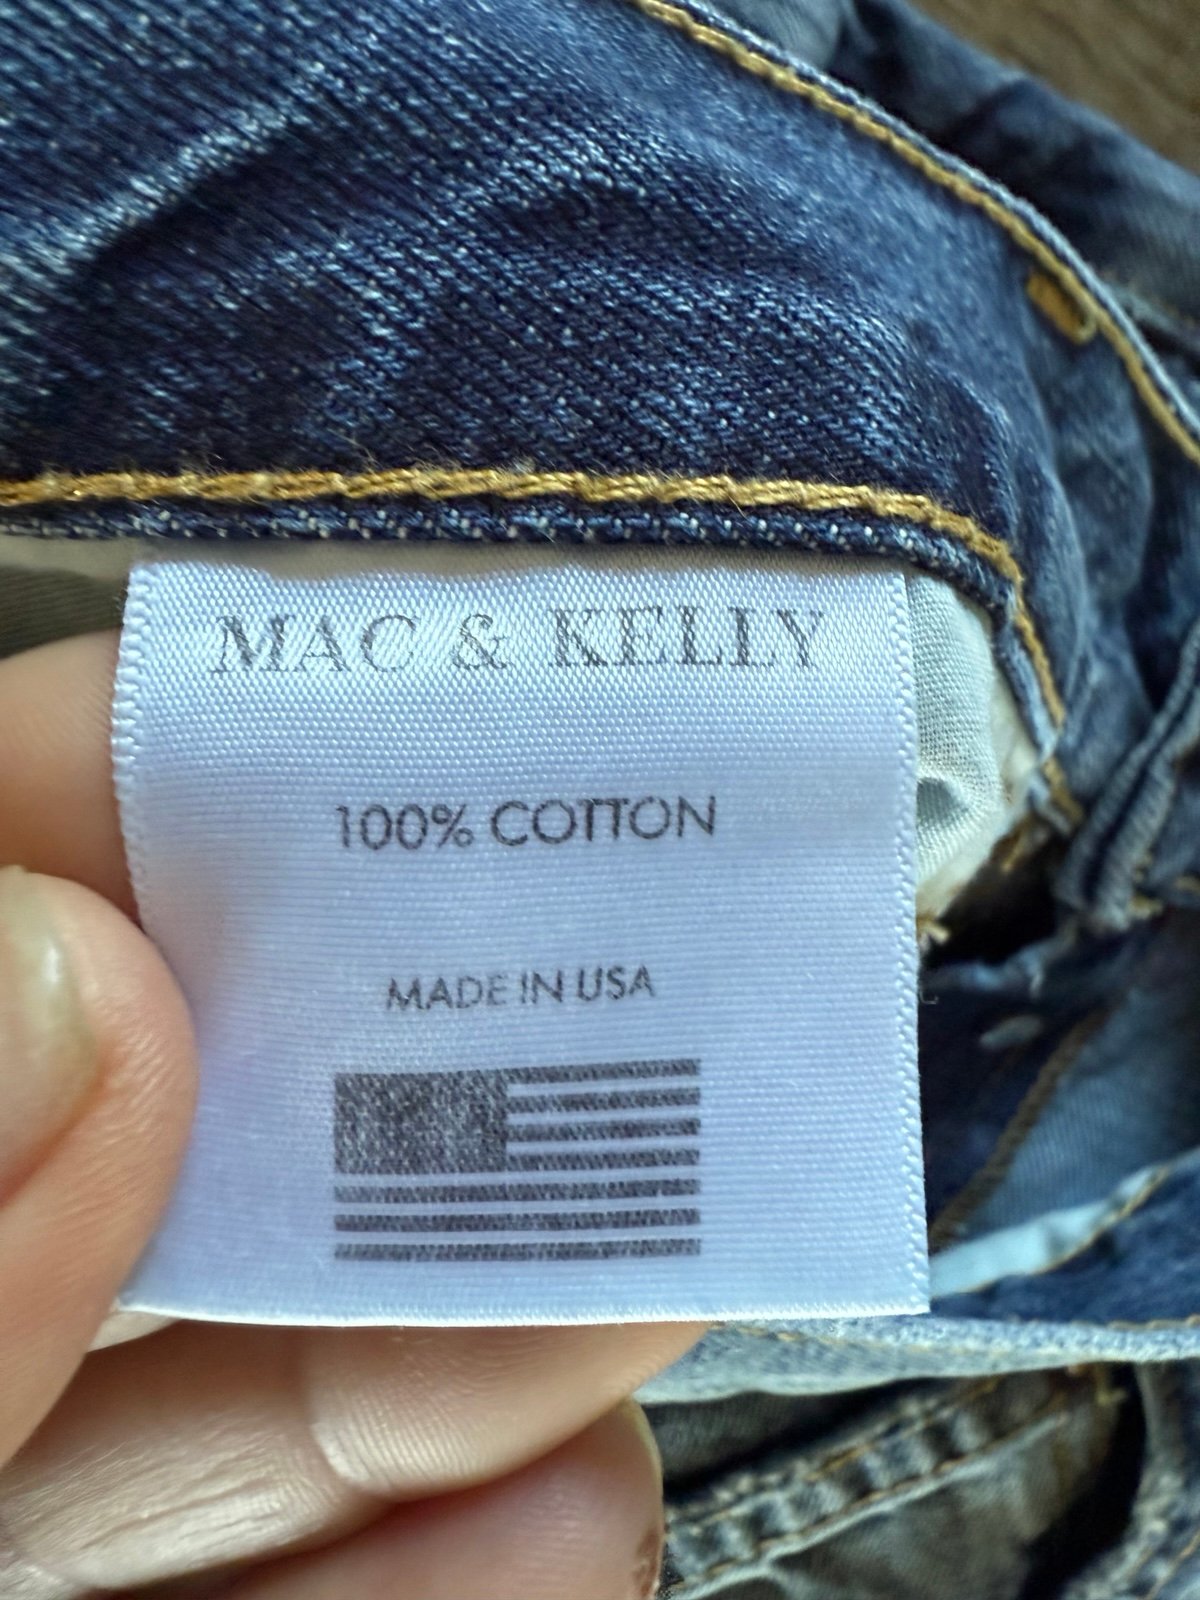 MAC & KELLY
100% COTTON
MADE IN USA